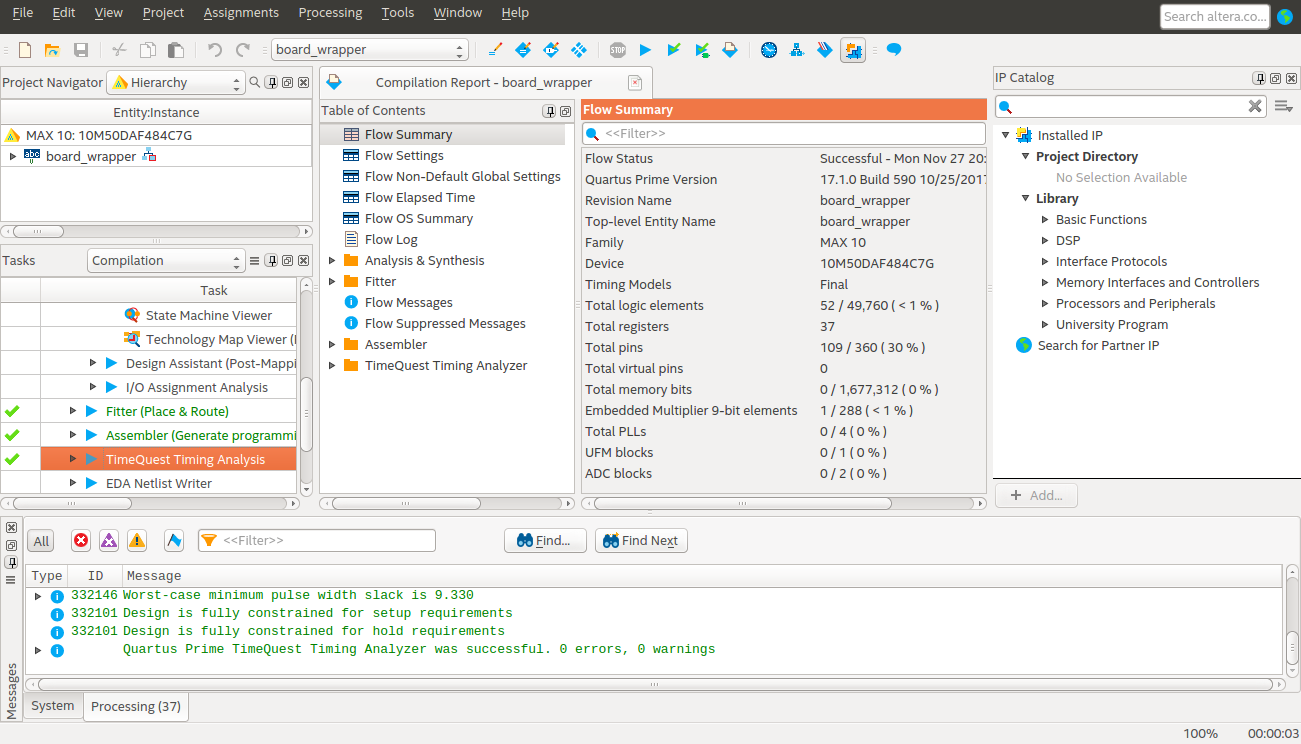 File Edit View Project Assignments Processing Tools Window Help
Search altera.co...
board_wrapper
STOP
Project Navigator Hierarchy
Entity:Instance
MAX 10: 10M50DAF484C7G
abc board_wrapper
Tasks Compilation
Task
State Machine Viewer
Technology Map Viewer (
Design Assistant (Post-Mappi
I/O Assignment Analysis
Fitter (Place & Route)
Assembler (Generate programmi
TimeQuest Timing Analysis
EDA Netlist Writer
Compilation Report - board_wrapper
Table of Contents
Flow Summary
Flow Settings
Flow Non-Default Global Settings
Flow Elapsed Time
Flow OS Summary
Flow Log
Analysis & Synthesis
Fitter
Flow Messages
Flow Suppressed Messages
Assembler
TimeQuest Timing Analyzer
Flow Summary
<<Filter>>
Flow Status Successful - Mon Nov 27 20:
Quartus Prime Version 17.1.0 Build 590 10/25/2017
Revision Name board_wrapper
Top-level Entity Name board_wrapper
Family MAX 10
Device 10M50DAF484C7G
Timing Models Final
Total logic elements 52 / 49,760 ( < 1 % )
Total registers 37
Total pins 109 / 360 ( 30 % )
Total virtual pins 0
Total memory bits 0 / 1,677,312 ( 0 % )
Embedded Multiplier 9-bit elements 1 / 288 ( < 1 % )
Total PLLs 0 / 4 ( 0 % )
UFM blocks 0 / 1 ( 0 % )
ADC blocks 0 / 2 ( 0 % )
IP Catalog
Installed IP
Project Directory
No Selection Available
Library
Basic Functions
DSP
Interface Protocols
Memory Interfaces and Controllers
Processors and Peripherals
University Program
Search for Partner IP
+ Add...
All <<Filter>> Find... Find Next
Type ID Message
332146 Worst-case minimum pulse width slack is 9.330
332101 Design is fully constrained for setup requirements
332101 Design is fully constrained for hold requirements
Quartus Prime TimeQuest Timing Analyzer was successful. 0 errors, 0 warnings
Messages
System Processing (37)
100% 00:00:03